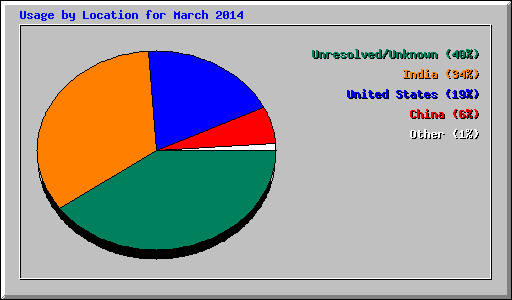 Usage by Location for March 2014
Unresolved/Unknown (40%)
India (34%)
United States (19%)
China (6%)
Other (1%)